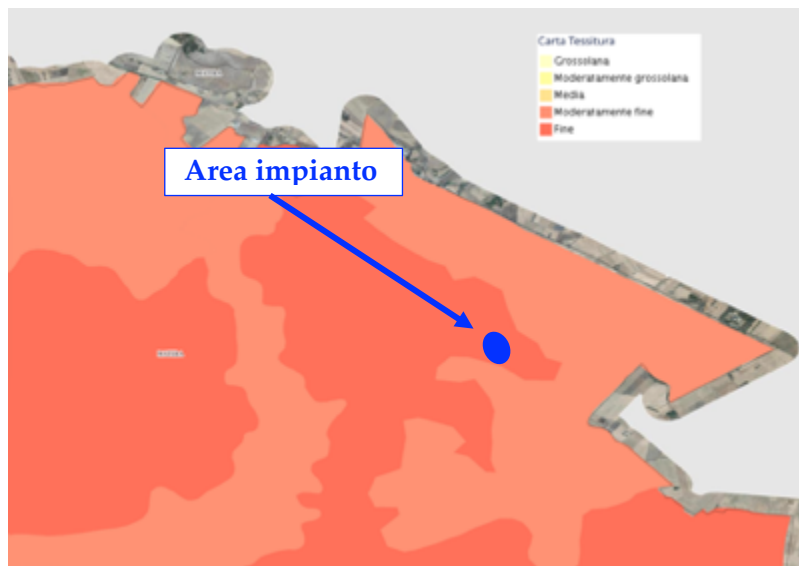 Carta Tessitura
Grossolana
Moderatamente grossolana
Media
Moderatamente fine
Fine
Area impianto